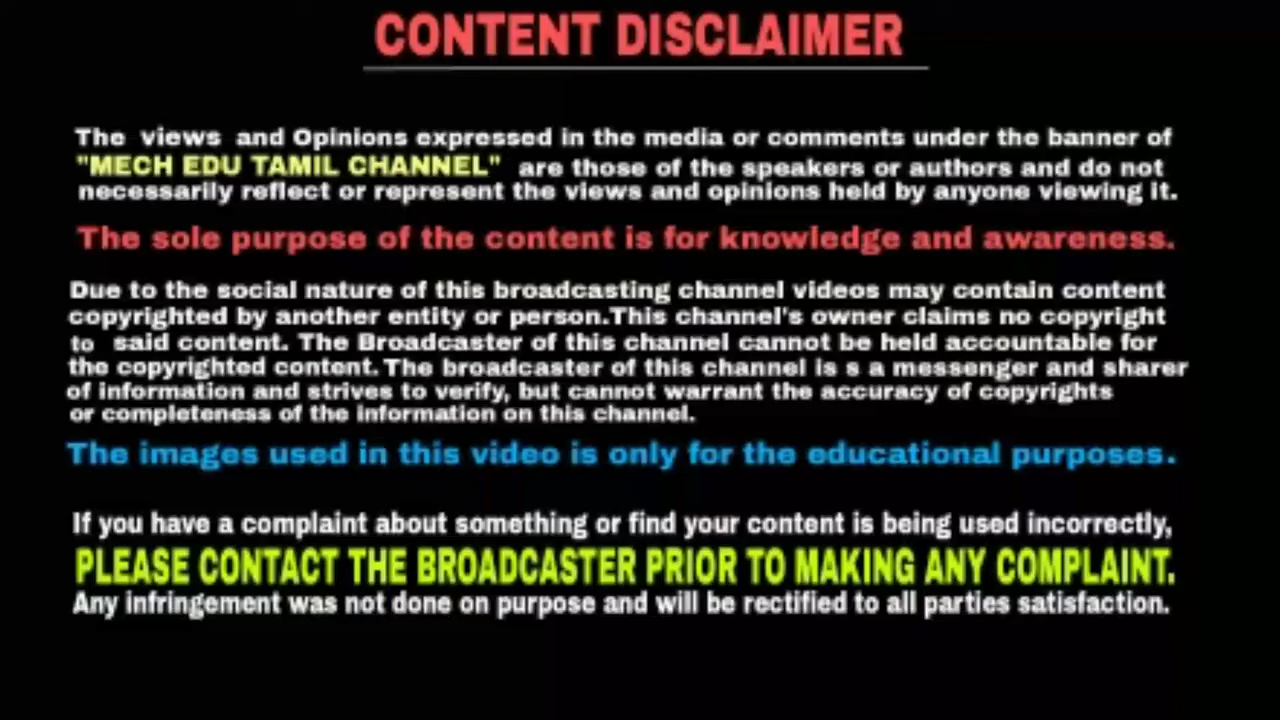 CONTENT DISCLAIMER
The views and Opinions expressed in the media or comments under the banner of
"MECH EDU TAMIL CHANNEL" are those of the speakers or authors and do not
necessarily reflect or represent the views and opinions held by anyone viewing it.
The sole purpose of the content is for knowledge and awareness.
Due to the social nature of this broadcasting channel videos may contain content
copyrighted by another entity or person.This channel's owner claims no copyright
to said content. The Broadcaster of this channel cannot be held accountable for
the copyrighted content. The broadcaster of this channel is s a messenger and sharer
of information and strives to verify, but cannot warrant the accuracy of copyrights
or completeness of the information on this channel.
The images used in this video is only for the educational purposes.
If you have a complaint about something or find your content is being used incorrectly,
PLEASE CONTACT THE BROADCASTER PRIOR TO MAKING ANY COMPLAINT.
Any infringement was not done on purpose and will be rectified to all parties satisfaction.